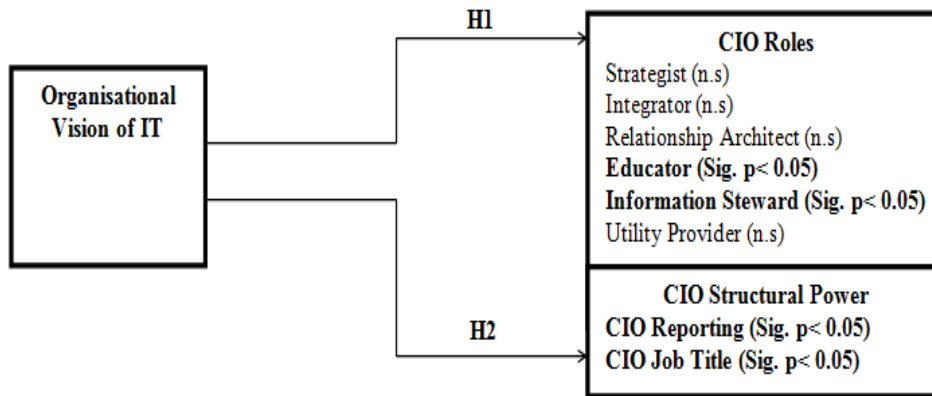 Organisational
Vision of IT
H1
CIO Roles
Strategist (n.s)
Integrator (n.s)
Relationship Architect (n.s)
Educator (Sig. p< 0.05)
Information Steward (Sig. p< 0.05)
Utility Provider (n.s)
H2
CIO Structural Power
CIO Reporting (Sig. p< 0.05)
CIO Job Title (Sig. p< 0.05)